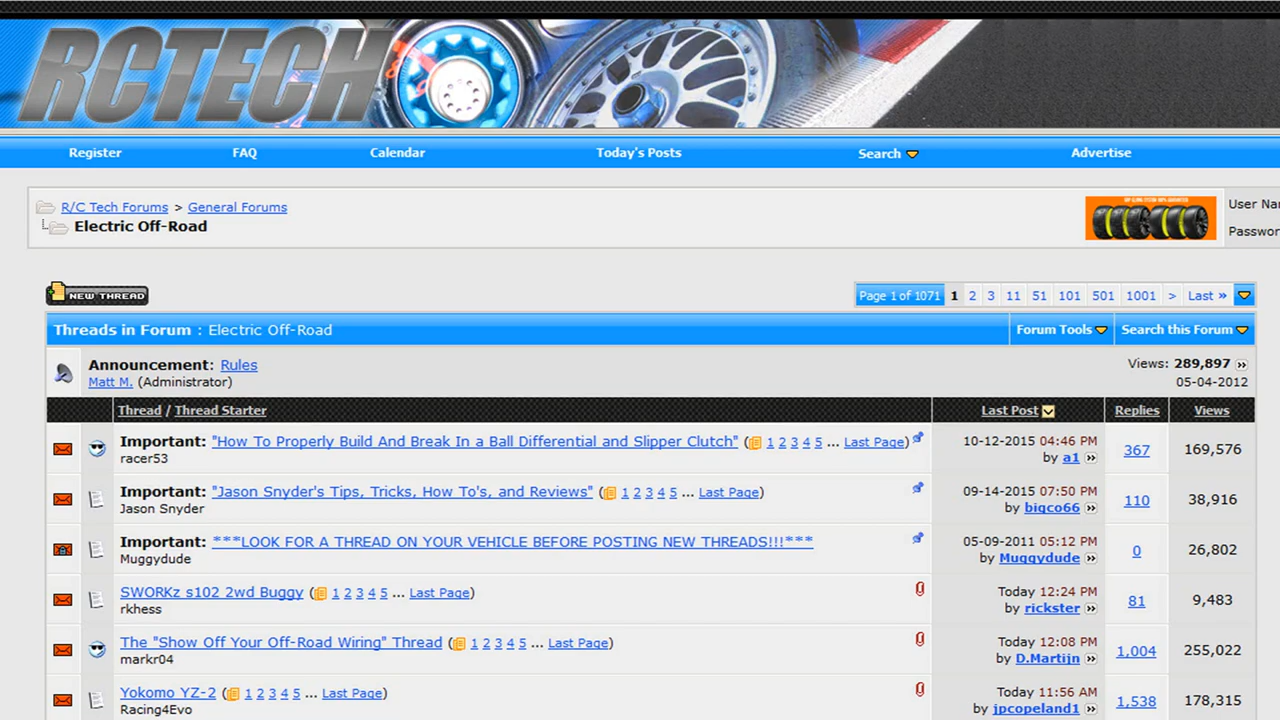 RCTECH
Register FAQ Calendar Today's Posts Search Advertise
R/C Tech Forums > General Forums
Electric Off-Road
User Nar
Passwor
NEW THREAD
Page 1 of 1071 1 2 3 11 51 101 501 1001 > Last »
Threads in Forum : Electric Off-Road Forum Tools Search this Forum
Announcement: Rules Views: 289,897
Matt M. (Administrator) 05-04-2012
Thread / Thread Starter Last Post Replies Views
Important: "How To Properly Build And Break In a Ball Differential and Slipper Clutch" ( 1 2 3 4 5 ... Last Page) 10-12-2015 04:46 PM 367 169,576
racer53 by a1
Important: "Jason Snyder's Tips, Tricks, How To's, and Reviews" ( 1 2 3 4 5 ... Last Page) 09-14-2015 07:50 PM 110 38,916
Jason Snyder by bigco66
Important: ***LOOK FOR A THREAD ON YOUR VEHICLE BEFORE POSTING NEW THREADS!!!*** 05-09-2011 05:12 PM 0 26,802
Muggydude by Muggydude
SWORKz s102 2wd Buggy ( 1 2 3 4 5 ... Last Page) Today 12:24 PM 81 9,483
rkhess by rickster
The "Show Off Your Off-Road Wiring" Thread ( 1 2 3 4 5 ... Last Page) Today 12:08 PM 1,004 255,022
markr04 by D.Martijn
Yokomo YZ-2 ( 1 2 3 4 5 ... Last Page) Today 11:56 AM 1,538 178,315
Racing4Evo by jpcopeland1